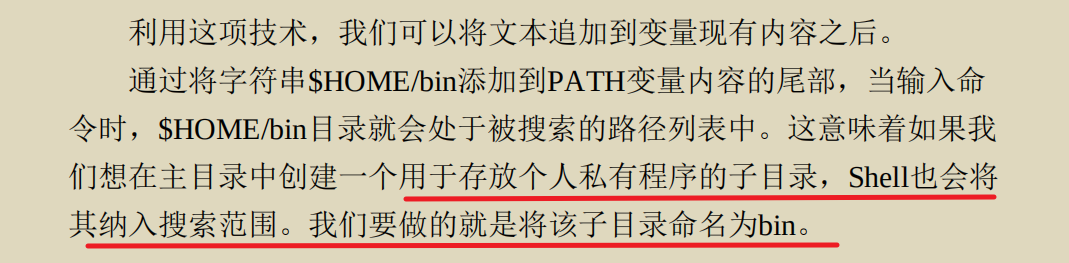 利用这项技术，我们可以将文本追加到变量现有内容之后。
通过将字符串$HOME/bin添加到PATH变量内容的尾部，当输入命
令时，$HOME/bin目录就会处于被搜索的路径列表中。这意味着如果我
们想在主目录中创建一个用于存放个人私有程序的子目录，Shell也会将
其纳入搜索范围。我们要做的就是将该子目录命名为bin。